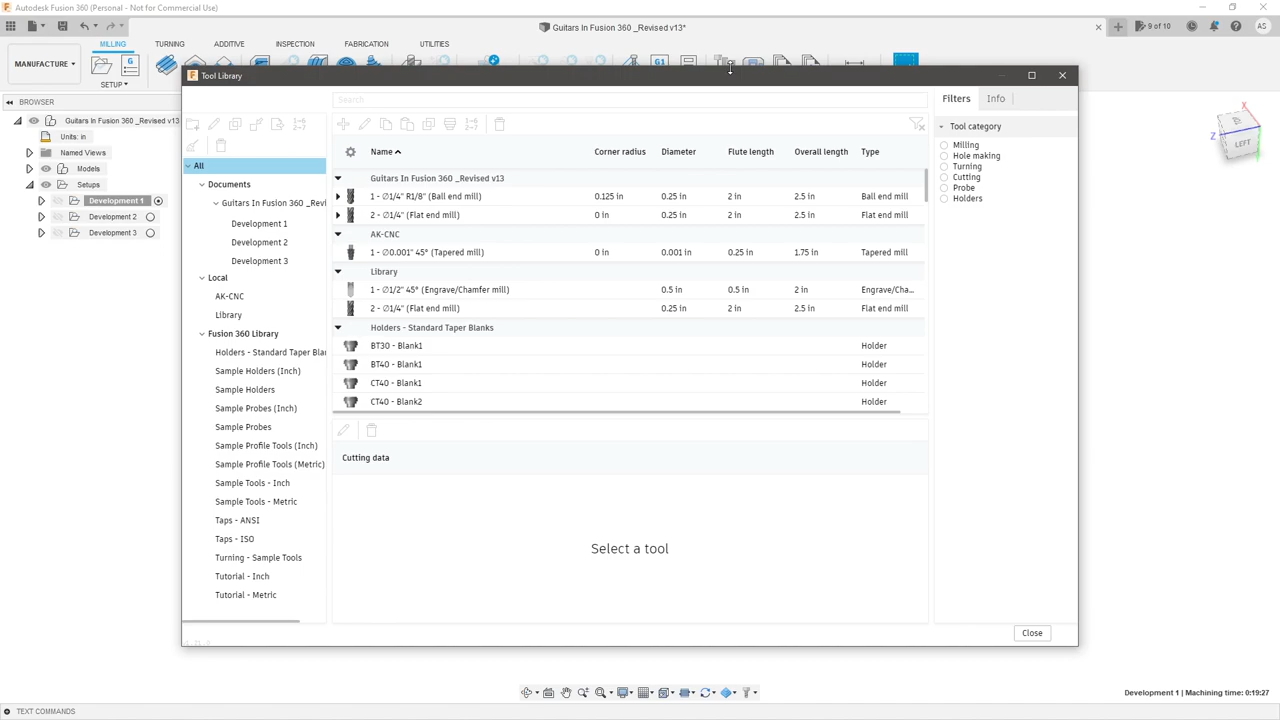 Autodesk Fusion 360 (Personal - Not for Commercial Use)
Guitars In Fusion 360 _Revised v13*
9 of 10
AS
MILLING TURNING ADDITIVE INSPECTION FABRICATION UTILITIES
MANUFACTURE
SETUP
Tool Library
BROWSER
Guitars In Fusion 360 _Revised v13
Units: in
Named Views
Models
Setups
Development 1
Development 2
Development 3
All
Documents
Guitars In Fusion 360 _Revi
Development 1
Development 2
Development 3
Local
AK-CNC
Library
Fusion 360 Library
Holders - Standard Taper Blan
Sample Holders (Inch)
Sample Holders
Sample Probes (Inch)
Sample Probes
Sample Profile Tools (Inch)
Sample Profile Tools (Metric)
Sample Tools - Inch
Sample Tools - Metric
Taps - ANSI
Taps - ISO
Turning - Sample Tools
Tutorial - Inch
Tutorial - Metric
Search
Name Corner radius Diameter Flute length Overall length Type
Guitars In Fusion 360 _Revised v13
1 - ∅1/4" R1/8" (Ball end mill) 0.125 in 0.25 in 2 in 2.5 in Ball end mill
2 - ∅1/4" (Flat end mill) 0 in 0.25 in 2 in 2.5 in Flat end mill
AK-CNC
1 - ∅0.001" 45° (Tapered mill) 0 in 0.001 in 0.25 in 1.75 in Tapered mill
Library
1 - ∅1/2" 45° (Engrave/Chamfer mill) 0.5 in 0.5 in 2 in Engrave/Cha...
2 - ∅1/4" (Flat end mill) 0.25 in 2 in 2.5 in Flat end mill
Holders - Standard Taper Blanks
BT30 - Blank1 Holder
BT40 - Blank1 Holder
CT40 - Blank1 Holder
CT40 - Blank2 Holder
Cutting data
Select a tool
Filters Info
Tool category
Milling
Hole making
Turning
Cutting
Probe
Holders
Close
X
Z
LEFT
Development 1 | Machining time: 0:19:27
TEXT COMMANDS